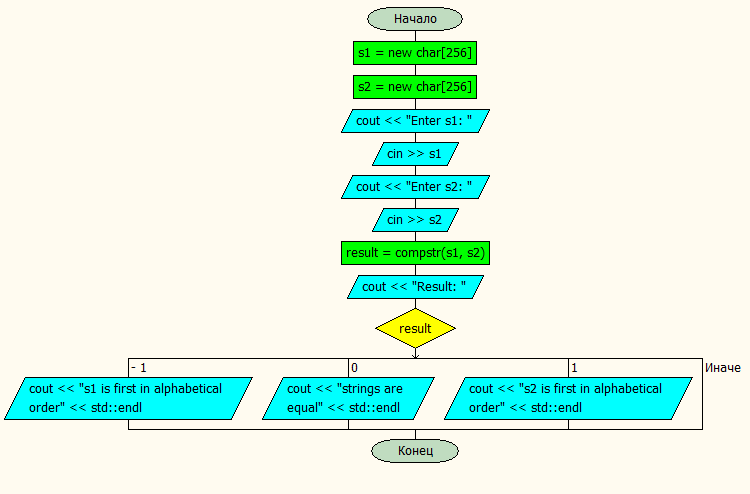 Начало
s1 = new char[256]
s2 = new char[256]
cout << "Enter s1: "
cin >> s1
cout << "Enter s2: "
cin >> s2
result = compstr(s1, s2)
cout << "Result: "
result
- 1
0
1
Иначе
cout << "s1 is first in alphabetical
order" << std::endl
cout << "strings are
equal" << std::endl
cout << "s2 is first in alphabetical
order" << std::endl
Конец